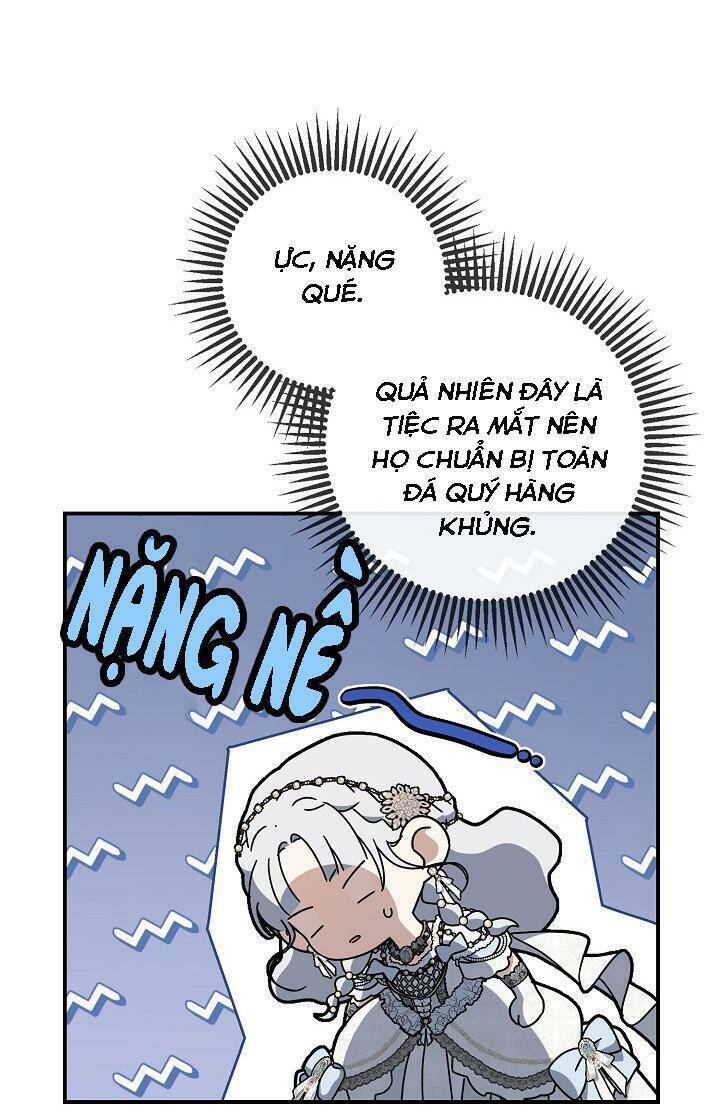 ỰC, NẶNG
QUÉ.
QUẢ NHIÊN ĐÂY LÀ
TIỆC RA MẮT NÊN
HỌ CHUẨN BỊ TOÀN
ĐÁ QUÝ HÀNG
KHỦNG.
NẶNG NỀ